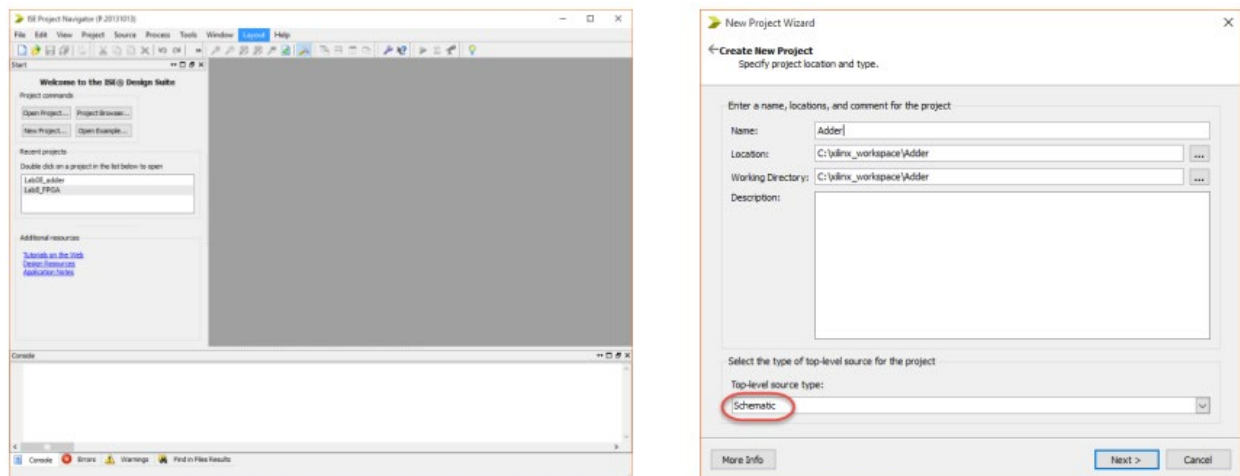 ISE Project Navigator (P.20131013)
File Edit View Project Source Process Tools Window Layout Help
Start
Welcome to the ISE® Design Suite
Project commands
Open Project... Project Browser...
New Project... Open Example...
Recent projects
Double click on a project in the list below to open
Lab0E_adder
Additional resources
Tutorials on the Web
Design Resources
Application Notes
Console
Console Errors Warnings Find in Files Results
New Project Wizard
Create New Project
Specify project location and type.
Enter a name, locations, and comment for the project
Name: Adder
Location: C:\xilinx_workspace\Adder ...
Working Directory: C:\xilinx_workspace\Adder ...
Description:
Select the type of top-level source for the project
Top-level source type:
Schematic
More Info Next > Cancel